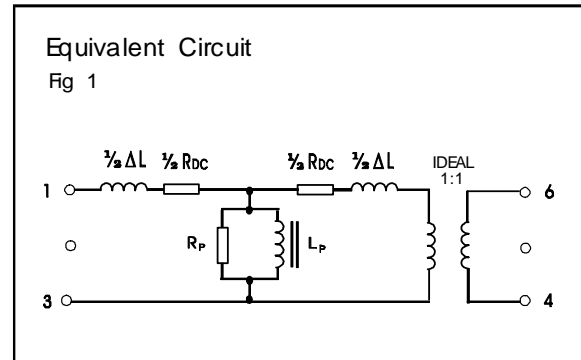 Equivalent Circuit
Fig 1
½ ΔL ½ RDC ½ RDC ½ ΔL IDEAL
1:1
1 6
RP LP
3 4